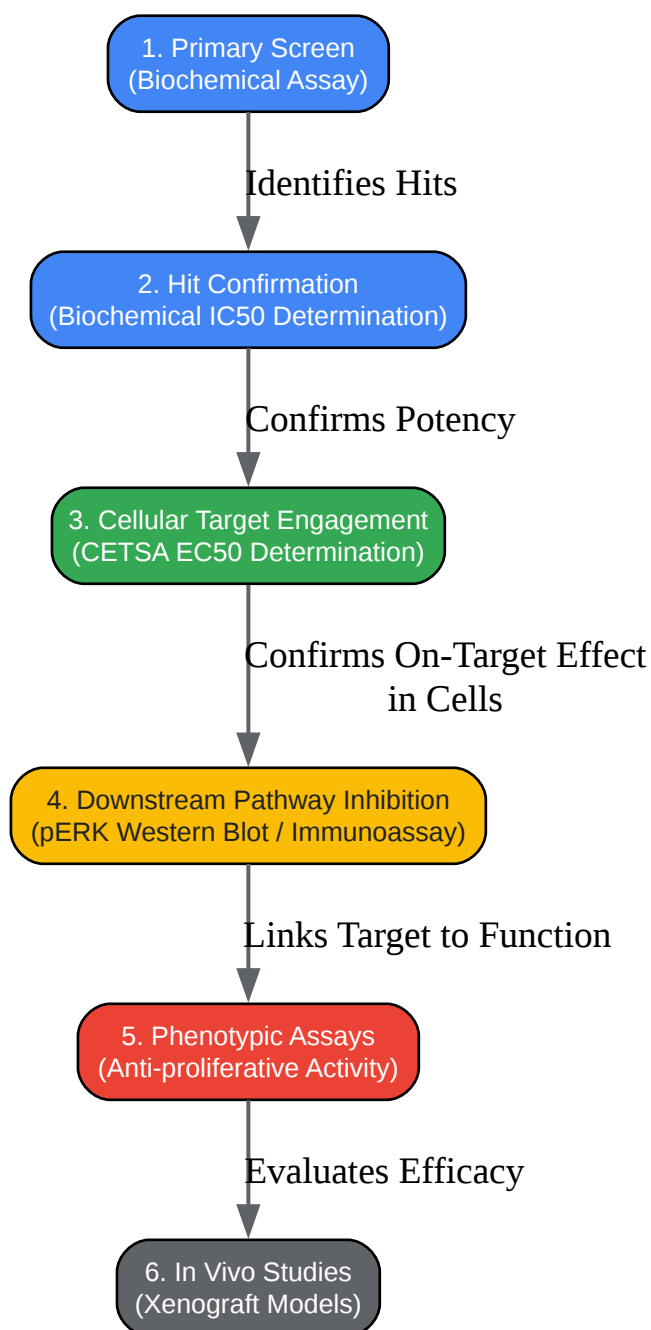 1. Primary Screen
(Biochemical Assay)
Identifies Hits
2. Hit Confirmation
(Biochemical IC50 Determination)
Confirms Potency
3. Cellular Target Engagement
(CETSA EC50 Determination)
Confirms On-Target Effect
in Cells
4. Downstream Pathway Inhibition
(pERK Western Blot / Immunoassay)
Links Target to Function
5. Phenotypic Assays
(Anti-proliferative Activity)
Evaluates Efficacy
6. In Vivo Studies
(Xenograft Models)